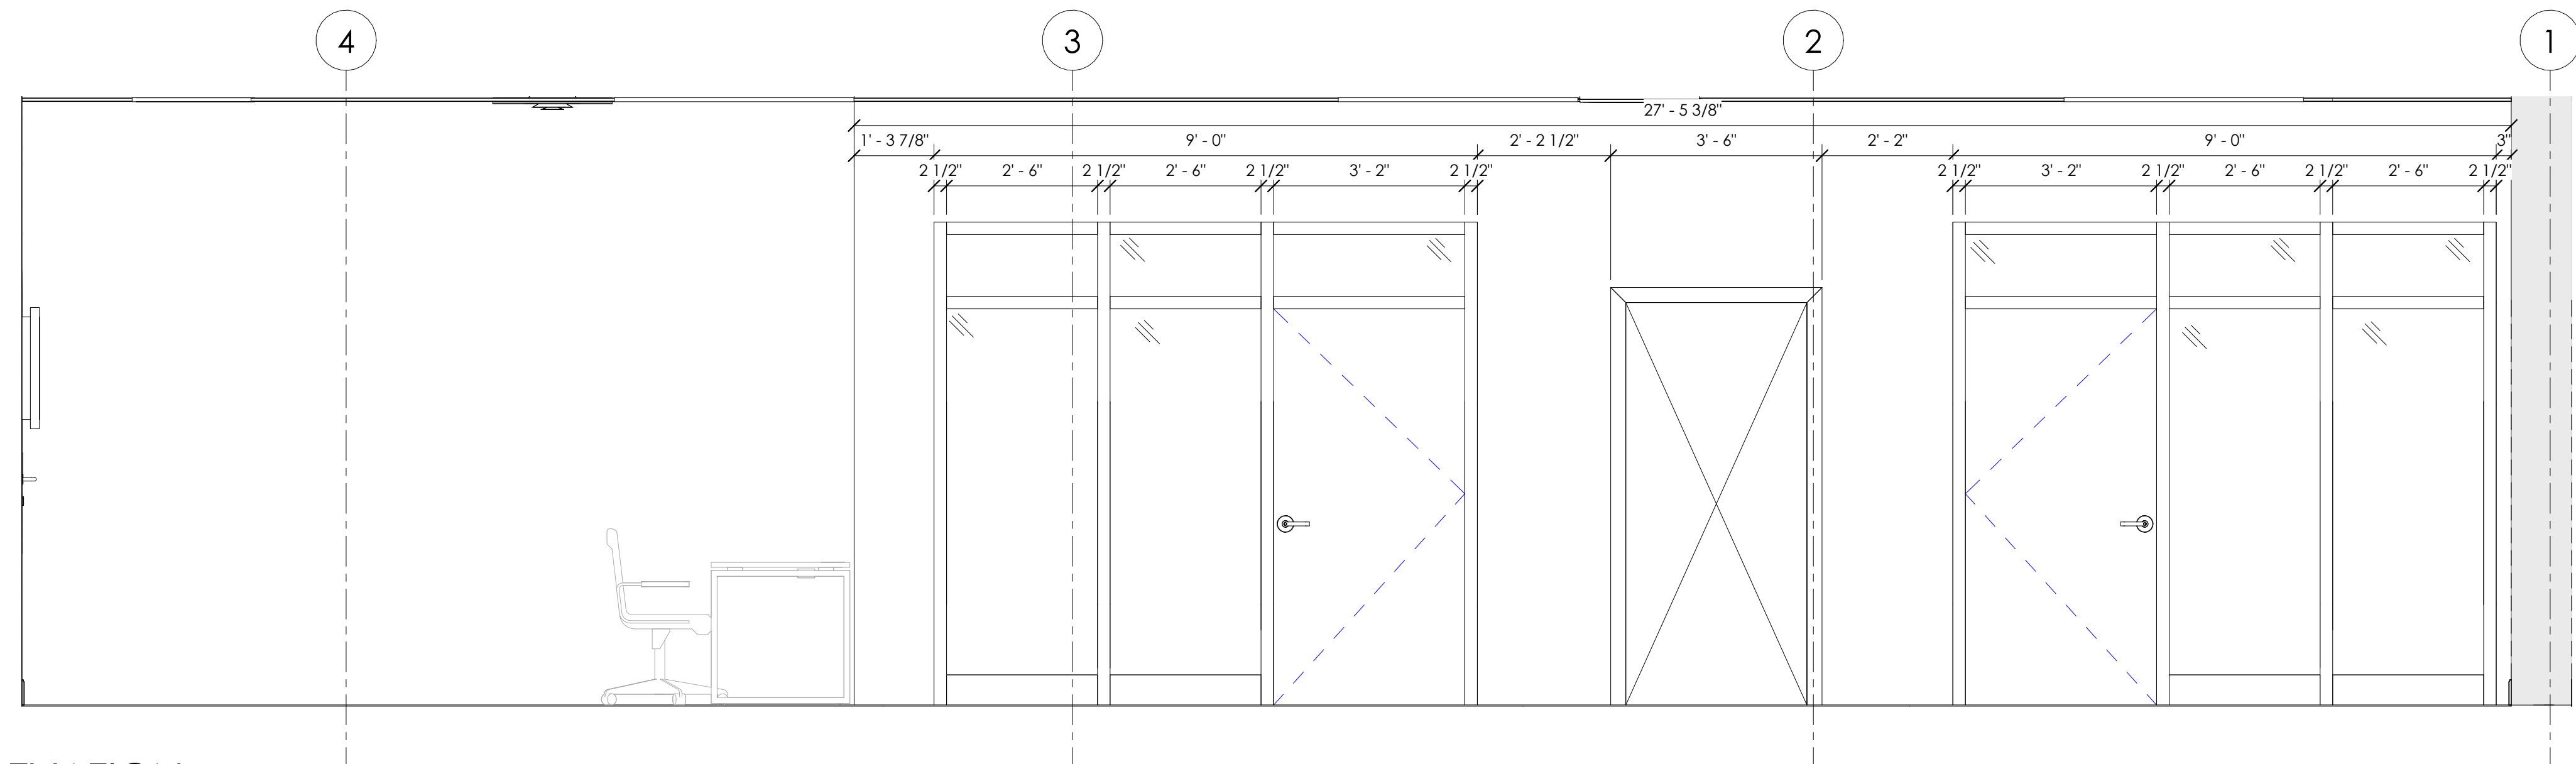 4 3 2 1
27' - 5 3/8"
1' - 3 7/8" 9' - 0" 2' - 2 1/2" 3' - 6" 2' - 2" 9' - 0" 3"
2 1/2" 2' - 6" 2 1/2" 2' - 6" 2 1/2" 3' - 2" 2 1/2" 2 1/2" 3' - 2" 2 1/2" 2' - 6" 2 1/2" 2' - 6" 2 1/2"